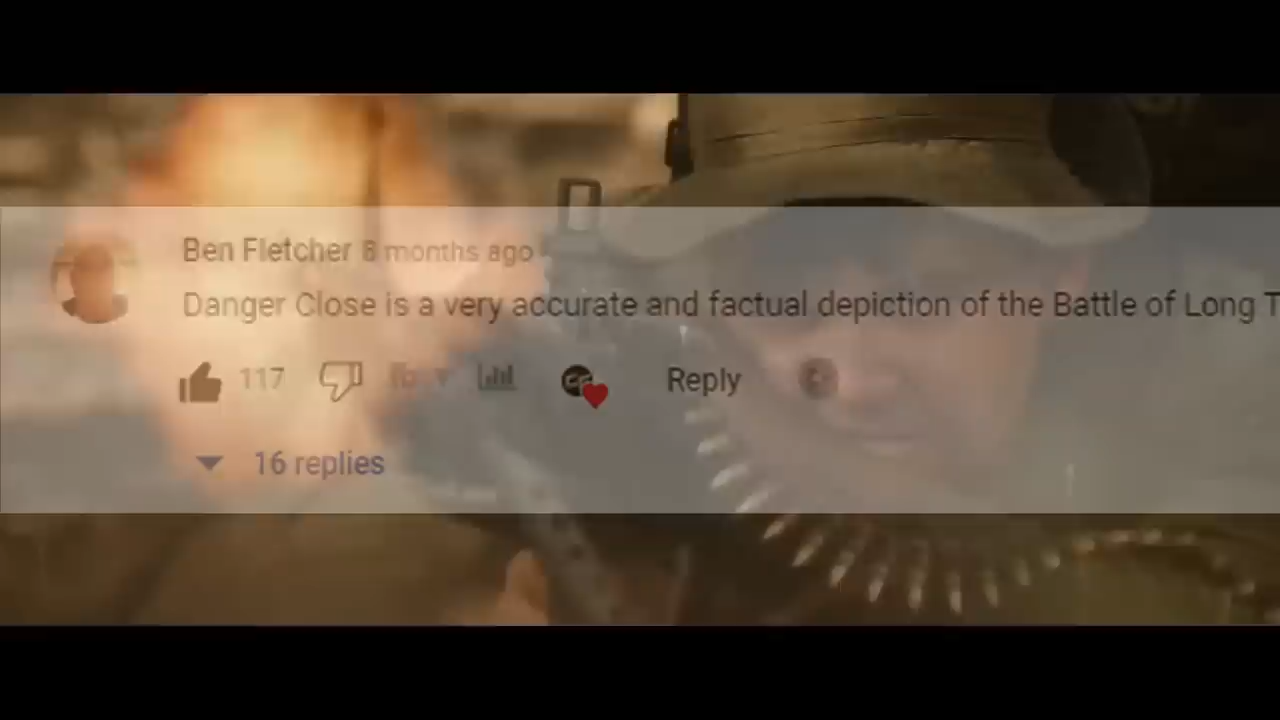 Ben Fletcher 8 months ago
Danger Close is a very accurate and factual depiction of the Battle of Long T
117
Reply
16 replies